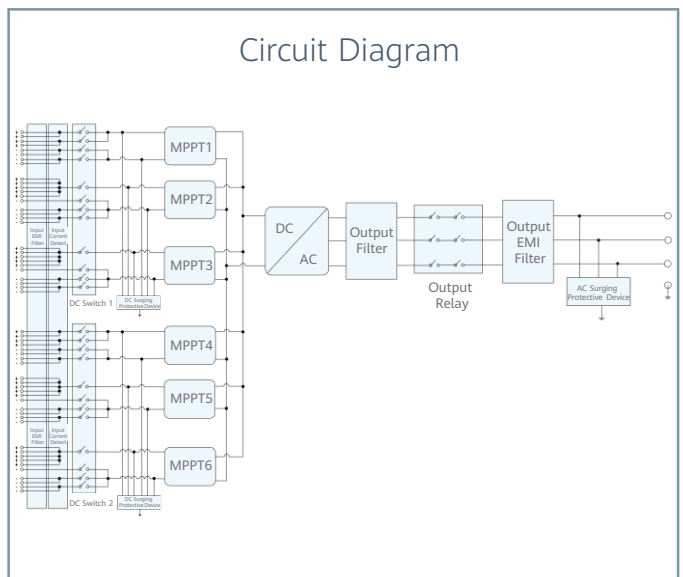 Circuit Diagram
MPPT1
MPPT2
MPPT3
Input
EMI
Filter
Input
Current
Detect
DC Switch 1
DC Surging
Protective Device
DC
AC
Output
Filter
Output
Relay
Output
EMI
Filter
AC Surging
Protective Device
MPPT4
MPPT5
MPPT6
Input
EMI
Filter
Input
Current
Detect
DC Switch 2
DC Surging
Protective Device